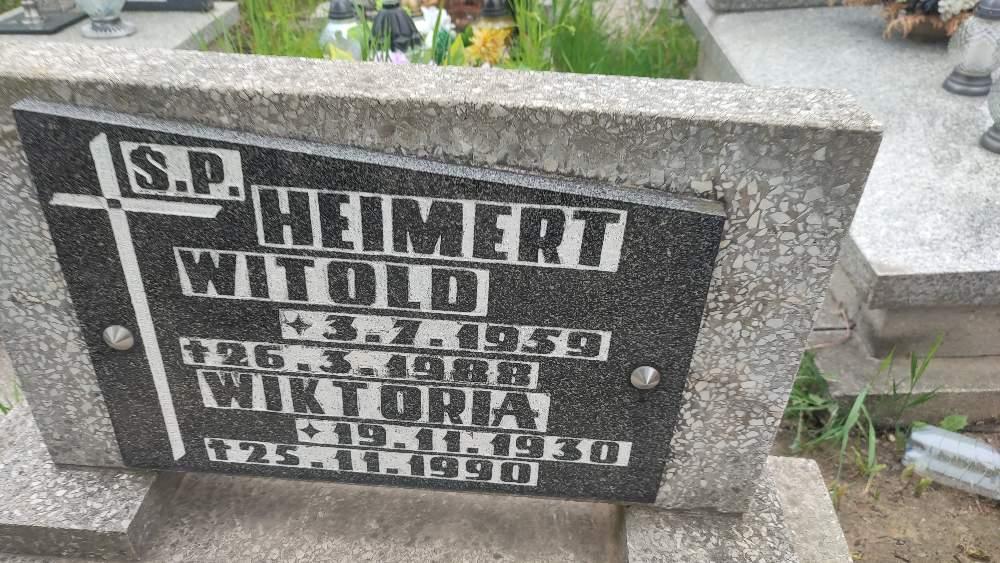 S.P.
HEIMERT
WITOLD
✦ 3.7.1959
✝ 26.3.1988
WIKTORIA
✦ 19.11.1930
✝ 25.11.1990